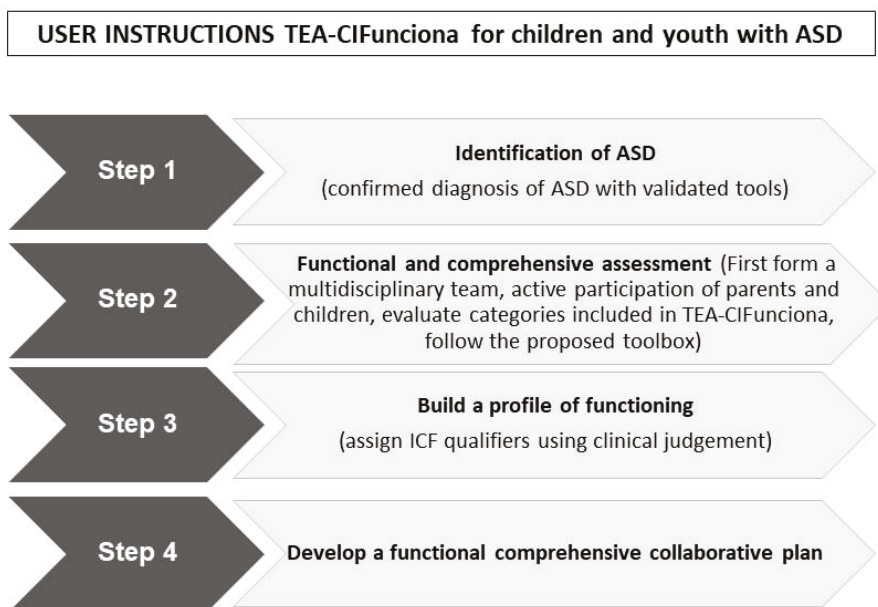 USER INSTRUCTIONS TEA-CIFunciona for children and youth with ASD
Step 1
Identification of ASD
(confirmed diagnosis of ASD with validated tools)
Step 2
Functional and comprehensive assessment (First form a
multidisciplinary team, active participation of parents and
children, evaluate categories included in TEA-CIFunciona,
follow the proposed toolbox)
Step 3
Build a profile of functioning
(assign ICF qualifiers using clinical judgement)
Step 4
Develop a functional comprehensive collaborative plan